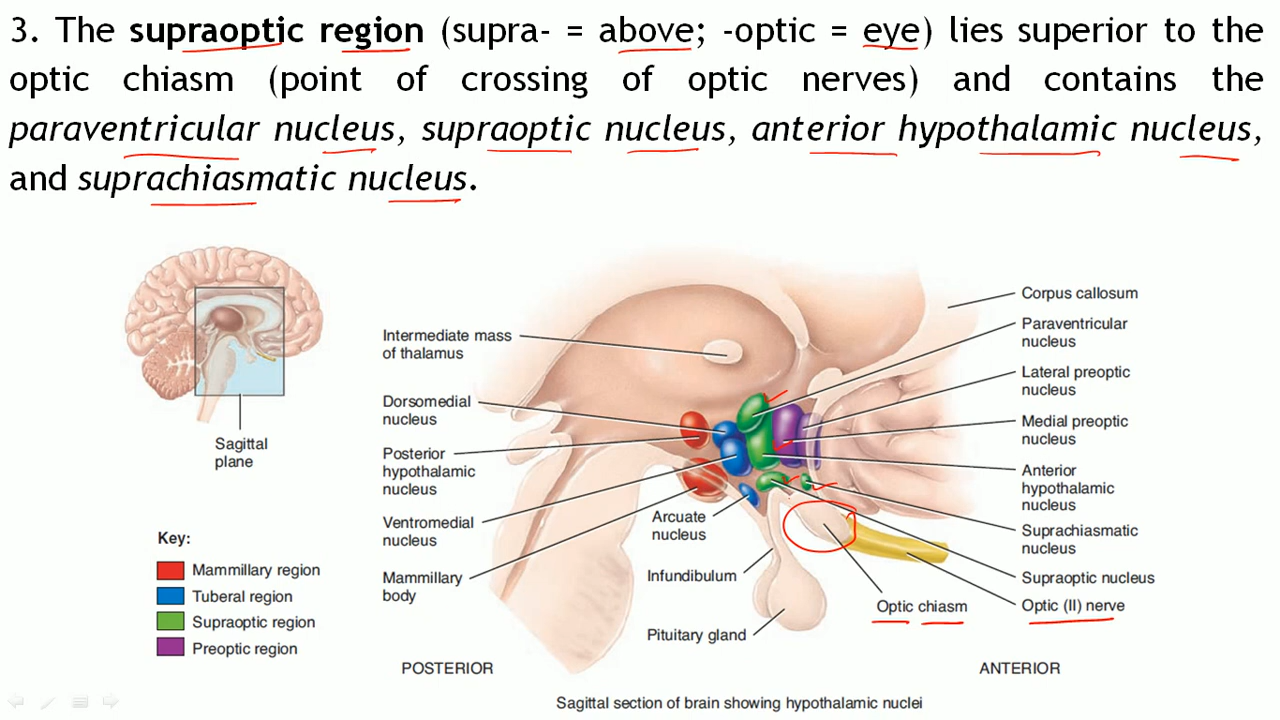 3. The supraoptic region (supra- = above; -optic = eye) lies superior to the
optic chiasm (point of crossing of optic nerves) and contains the
paraventricular nucleus, supraoptic nucleus, anterior hypothalamic nucleus,
and suprachiasmatic nucleus.
Sagittal
plane
Key:
Mammillary region
Tuberal region
Supraoptic region
Preoptic region
Intermediate mass
of thalamus
Dorsomedial
nucleus
Posterior
hypothalamic
nucleus
Ventromedial
nucleus
Mammillary
body
Arcuate
nucleus
Infundibulum
Pituitary gland
Corpus callosum
Paraventricular
nucleus
Lateral preoptic
nucleus
Medial preoptic
nucleus
Anterior
hypothalamic
nucleus
Suprachiasmatic
nucleus
Supraoptic nucleus
Optic (II) nerve
Optic chiasm
POSTERIOR
ANTERIOR
Sagittal section of brain showing hypothalamic nuclei